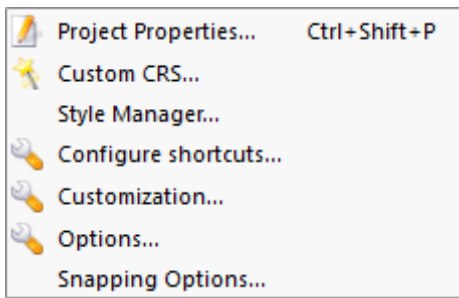 Project Properties... Ctrl+Shift+P
Custom CRS...
Style Manager...
Configure shortcuts...
Customization...
Options...
Snapping Options...